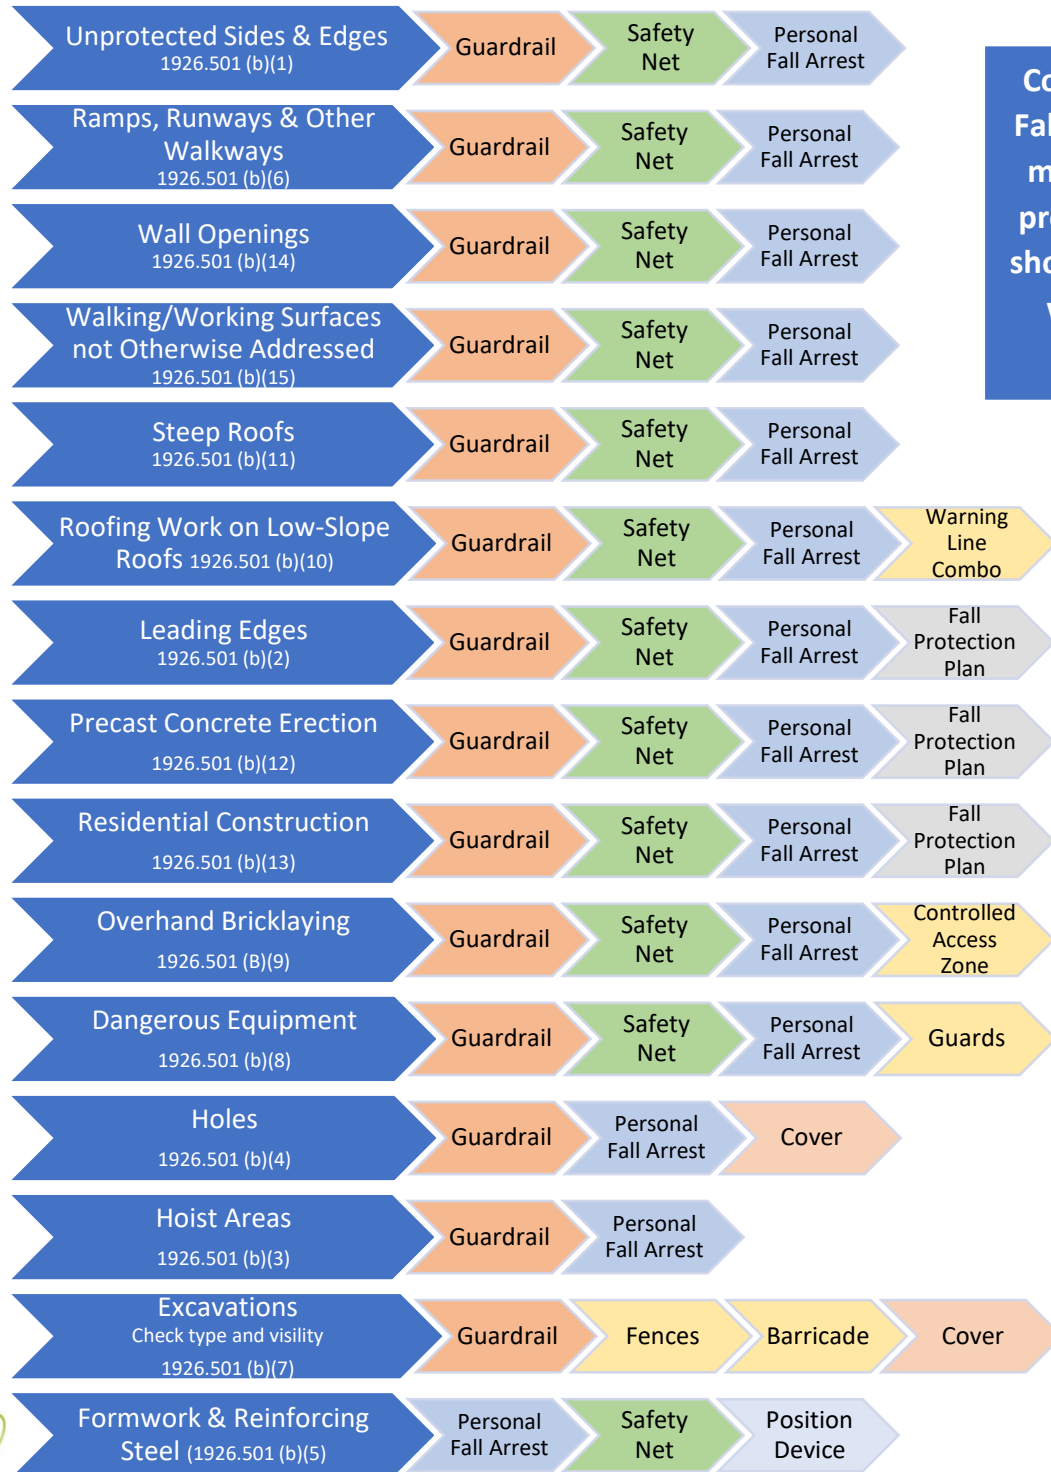 Unprotected Sides & Edges
1926.501 (b)(1)
Guardrail
Safety
Net
Personal
Fall Arrest
Ramps, Runways & Other
Walkways
1926.501 (b)(6)
Guardrail
Safety
Net
Personal
Fall Arrest
Wall Openings
1926.501 (b)(14)
Guardrail
Safety
Net
Personal
Fall Arrest
Walking/Working Surfaces
not Otherwise Addressed
1926.501 (b)(15)
Guardrail
Safety
Net
Personal
Fall Arrest
Steep Roofs
1926.501 (b)(11)
Guardrail
Safety
Net
Personal
Fall Arrest
Roofing Work on Low-Slope
Roofs 1926.501 (b)(10)
Guardrail
Safety
Net
Personal
Fall Arrest
Warning
Line
Combo
Leading Edges
1926.501 (b)(2)
Guardrail
Safety
Net
Personal
Fall Arrest
Fall
Protection
Plan
Precast Concrete Erection
1926.501 (b)(12)
Guardrail
Safety
Net
Personal
Fall Arrest
Fall
Protection
Plan
Residential Construction
1926.501 (b)(13)
Guardrail
Safety
Net
Personal
Fall Arrest
Fall
Protection
Plan
Overhand Bricklaying
1926.501 (B)(9)
Guardrail
Safety
Net
Personal
Fall Arrest
Controlled
Access
Zone
Dangerous Equipment
1926.501 (b)(8)
Guardrail
Safety
Net
Personal
Fall Arrest
Guards
Holes
1926.501 (b)(4)
Guardrail
Personal
Fall Arrest
Cover
Hoist Areas
1926.501 (b)(3)
Guardrail
Personal
Fall Arrest
Excavations
Check type and visility
1926.501 (b)(7)
Guardrail
Fences
Barricade
Cover
Formwork & Reinforcing
Steel (1926.501 (b)(5)
Personal
Fall Arrest
Safety
Net
Position
Device